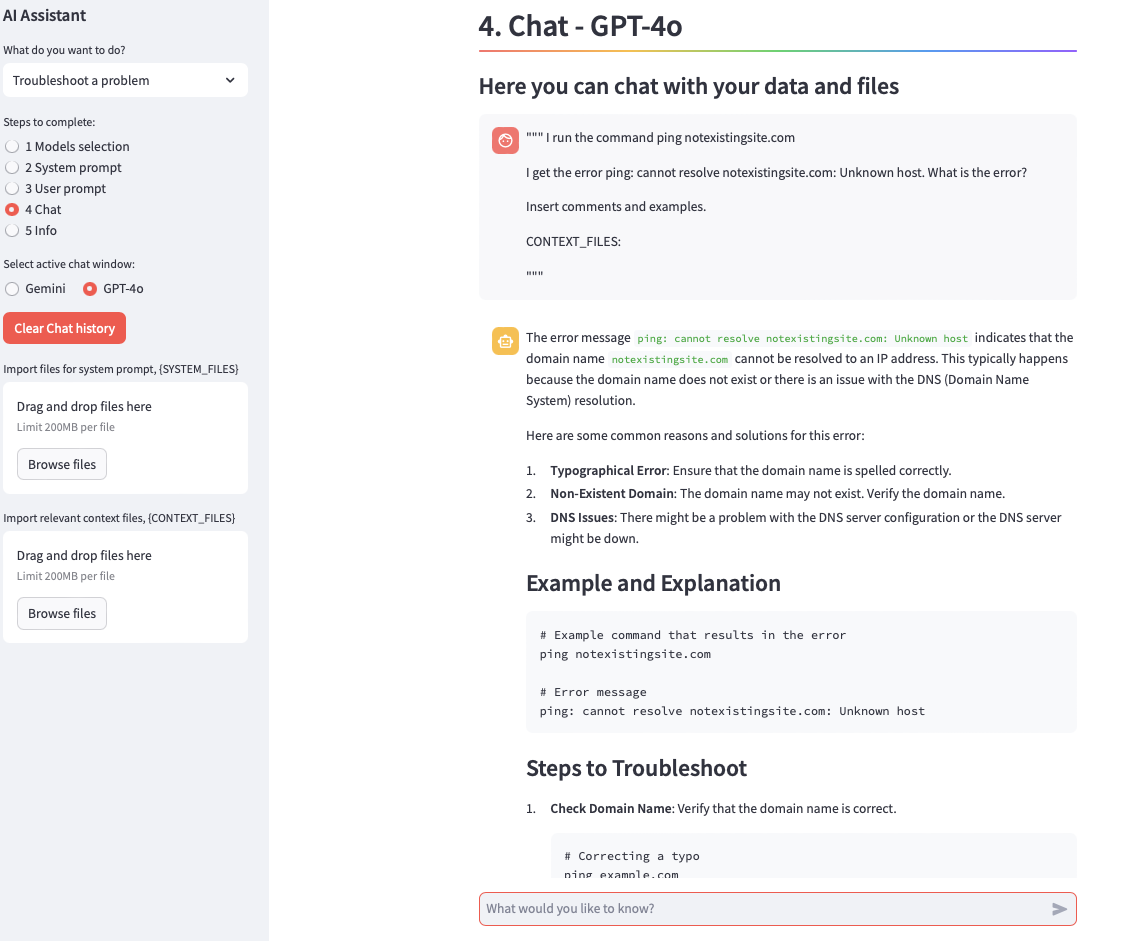 AI Assistant
What do you want to do?
Troubleshoot a problem
Steps to complete:
1 Models selection
2 System prompt
3 User prompt
4 Chat
5 Info
Select active chat window:
Gemini
GPT-4o
Clear Chat history
Import files for system prompt, {SYSTEM_FILES}
Drag and drop files here
Limit 200MB per file
Browse files
Import relevant context files, {CONTEXT_FILES}
Drag and drop files here
Limit 200MB per file
Browse files
4. Chat - GPT-4o
Here you can chat with your data and files
""" I run the command ping notexistingsite.com
I get the error ping: cannot resolve notexistingsite.com: Unknown host. What is the error?
Insert comments and examples.
CONTEXT_FILES:
"""
The error message ping: cannot resolve notexistingsite.com: Unknown host indicates that the
domain name notexistingsite.com cannot be resolved to an IP address. This typically happens
because the domain name does not exist or there is an issue with the DNS (Domain Name
System) resolution.
Here are some common reasons and solutions for this error:
1. Typographical Error: Ensure that the domain name is spelled correctly.
2. Non-Existent Domain: The domain name may not exist. Verify the domain name.
3. DNS Issues: There might be a problem with the DNS server configuration or the DNS server
might be down.
Example and Explanation
# Example command that results in the error
ping notexistingsite.com
# Error message
ping: cannot resolve notexistingsite.com: Unknown host
Steps to Troubleshoot
1. Check Domain Name: Verify that the domain name is correct.
# Correcting a typo
ping example.com
What would you like to know?